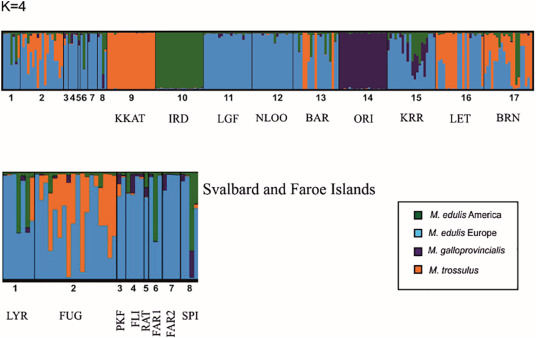 K=4
1 2 3 4 5 6 7 8 9 10 11 12 13 14 15 16 17
KKAT IRD LGF NLOO BAR ORI KRR LET BRN
Svalbard and Faroe Islands
M. edulis America
M. edulis Europe
M. galloprovincialis
M. trossulus
1 2 3 4 5 6 7 8
LYR FUG PKF FLI RAT FAR1 FAR2 SPI